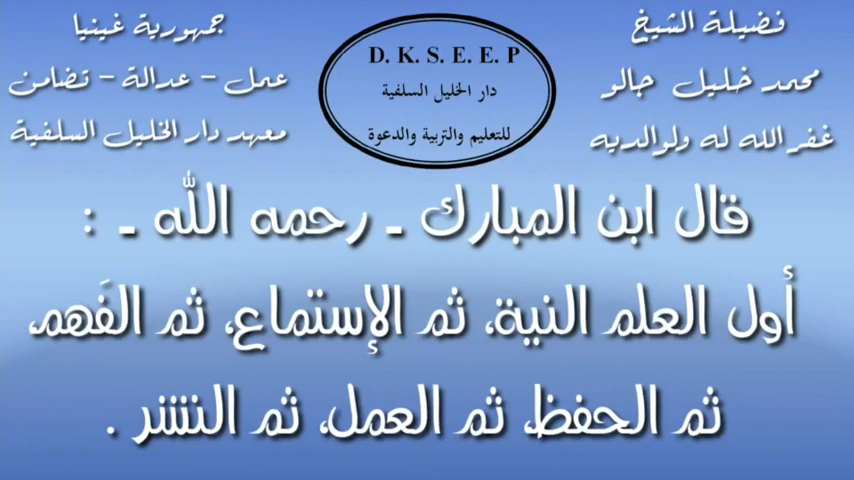 فضيلة الشيخ
محمد خليل جالو
غفر الله له ولوالديه
D. K. S. E. E. P
دار الخليل السلفية
للتعليم والتربية والدعوة
جمهورية غينيا
عمل - عدالة - تضامن
معهد دار الخليل السلفية
قال ابن المبارك ـ رحمه الله ـ :
أول العلم النية، ثم الإستماع، ثم الفَهم،
ثم الحفظ، ثم العمل، ثم النشر .